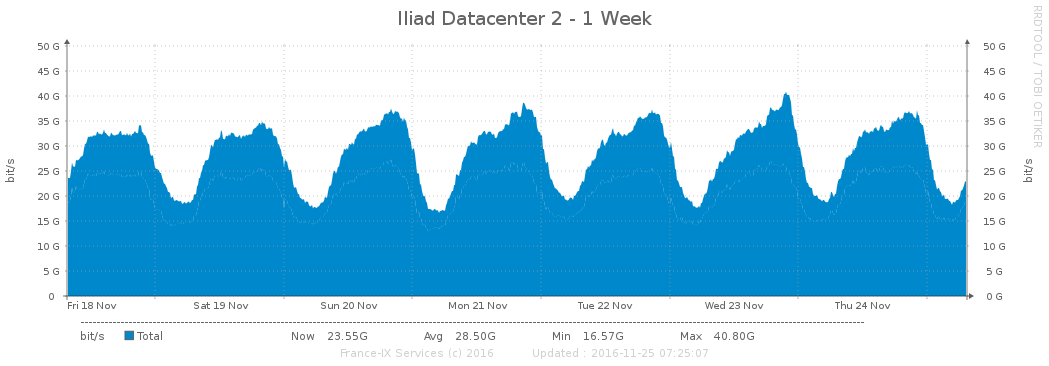 Iliad Datacenter 2 - 1 Week
RRDTOOL / TOBI OETIKER
bit/s
50 G 50 G
45 G 45 G
40 G 40 G
35 G 35 G
30 G 30 G
25 G 25 G
20 G 20 G
15 G 15 G
10 G 10 G
5 G 5 G
0 0 G
bit/s
Fri 18 Nov Sat 19 Nov Sun 20 Nov Mon 21 Nov Tue 22 Nov Wed 23 Nov Thu 24 Nov
bit/s Total Now 23.55G Avg 28.50G Min 16.57G Max 40.80G
France-IX Services (c) 2016 Updated : 2016-11-25 07:25:07